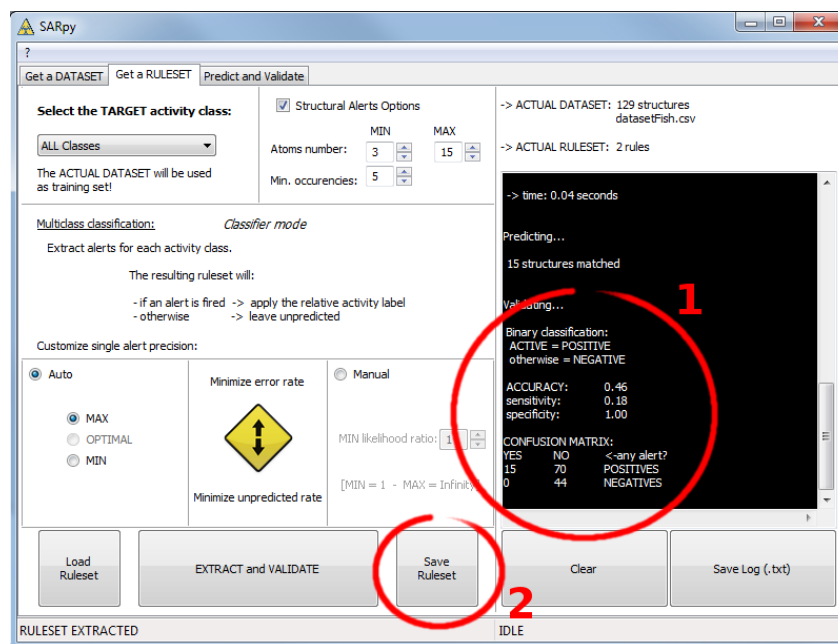 SARpy
?
Get a DATASET Get a RULESET Predict and Validate
Select the TARGET activity class:
ALL Classes
The ACTUAL DATASET will be used
as training set!
Structural Alerts Options
MIN MAX
Atoms number: 3 15
Min. occurencies: 5
Multiclass classification: Classifier mode
Extract alerts for each activity class.
The resulting ruleset will:
- if an alert is fired -> apply the relative activity label
- otherwise -> leave unpredicted
Customize single alert precision:
Auto
MAX
OPTIMAL
MIN
Minimize error rate
Minimize unpredicted rate
Manual
MIN likelihood ratio: 1
[MIN = 1 - MAX = Infinity]
Load
Ruleset
EXTRACT and VALIDATE
Save
Ruleset
2
-> ACTUAL DATASET: 129 structures
datasetFish.csv
-> ACTUAL RULESET: 2 rules
-> time: 0.04 seconds
Predicting...
15 structures matched
1
Validating...
Binary classification:
ACTIVE = POSITIVE
otherwise = NEGATIVE
ACCURACY: 0.46
sensitivity: 0.18
specificity: 1.00
CONFUSION MATRIX:
YES NO <-any alert?
15 70 POSITIVES
0 44 NEGATIVES
Clear
Save Log (.txt)
RULESET EXTRACTED
IDLE